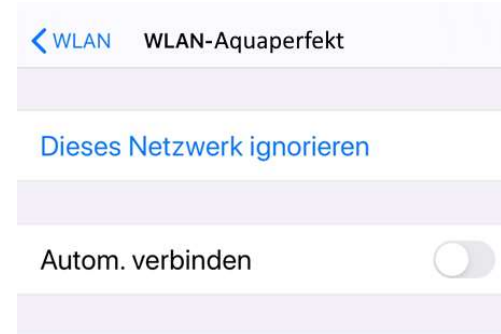 WLAN WLAN-Aquaperfekt
Dieses Netzwerk ignorieren
Autom. verbinden